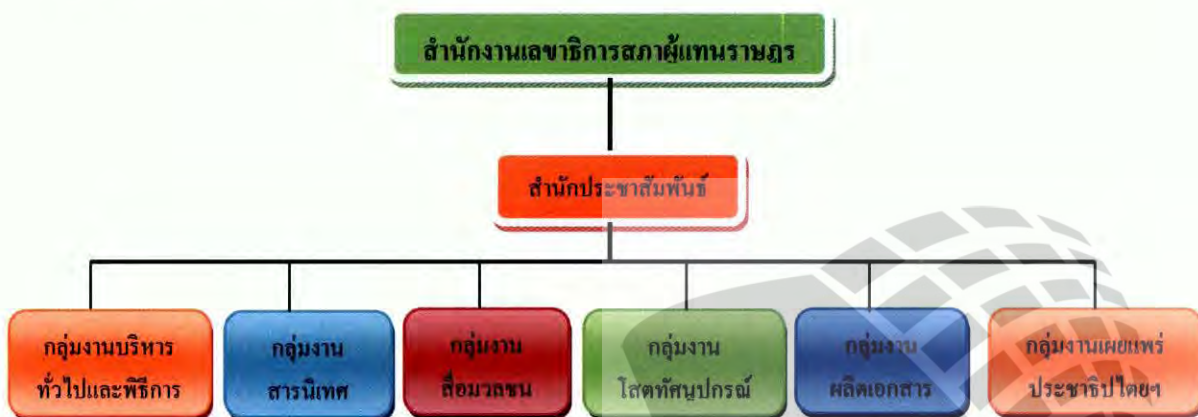 สำนักงานเลขาธิการสภาผู้แทนราษฎร
สำนักประชาสัมพันธ์
กลุ่มงานบริหาร
ทั่วไปและพิธีการ
กลุ่มงาน
สารนิเทศ
กลุ่มงาน
สื่อมวลชน
กลุ่มงาน
โสตทัศนูปกรณ์
กลุ่มงาน
ผลิตเอกสาร
กลุ่มงานเผยแพร่
ประชาธิปไตยฯ